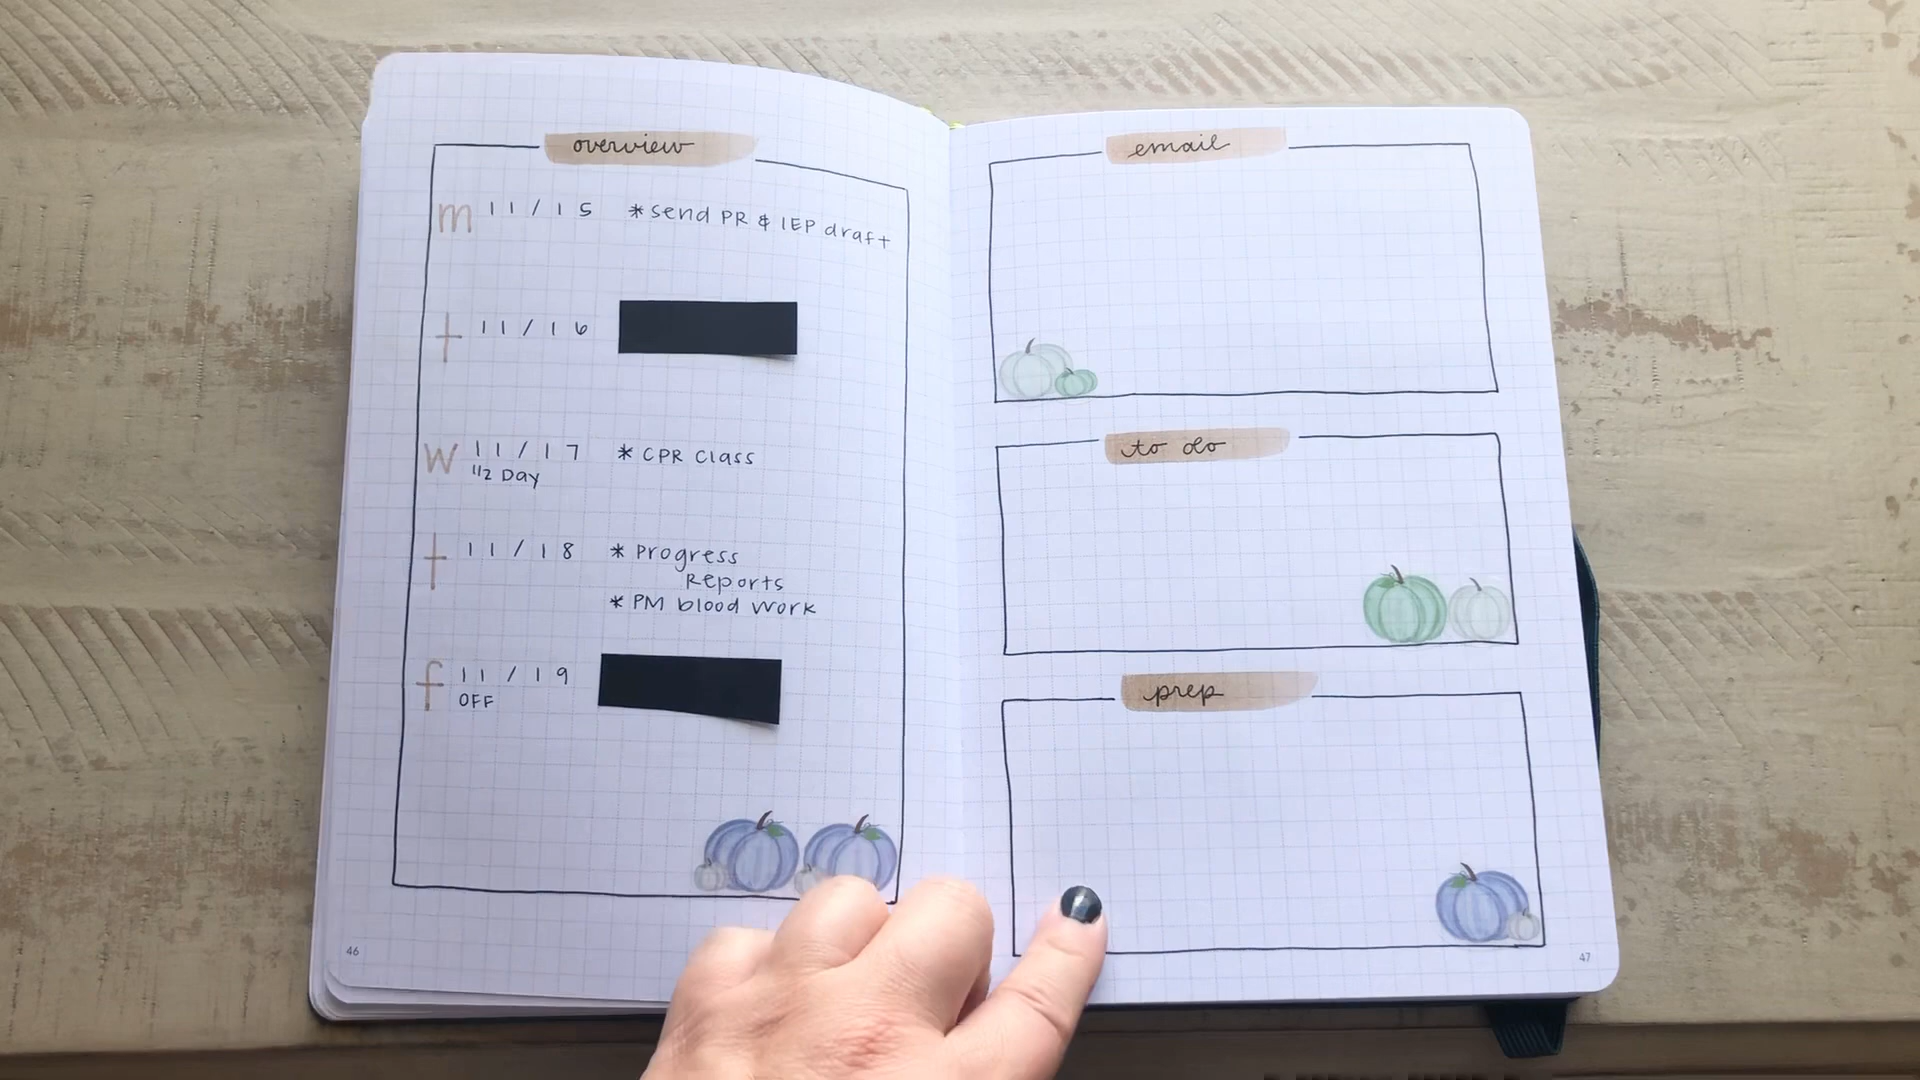 overview
m 11/15 *send PR & IEP draft
t 11/16
w 11/17 *CPR Class
1/2 Day
t 11/18 *Progress
Reports
*PM blood work
f 11/19
OFF
46
email
to do
prep
47